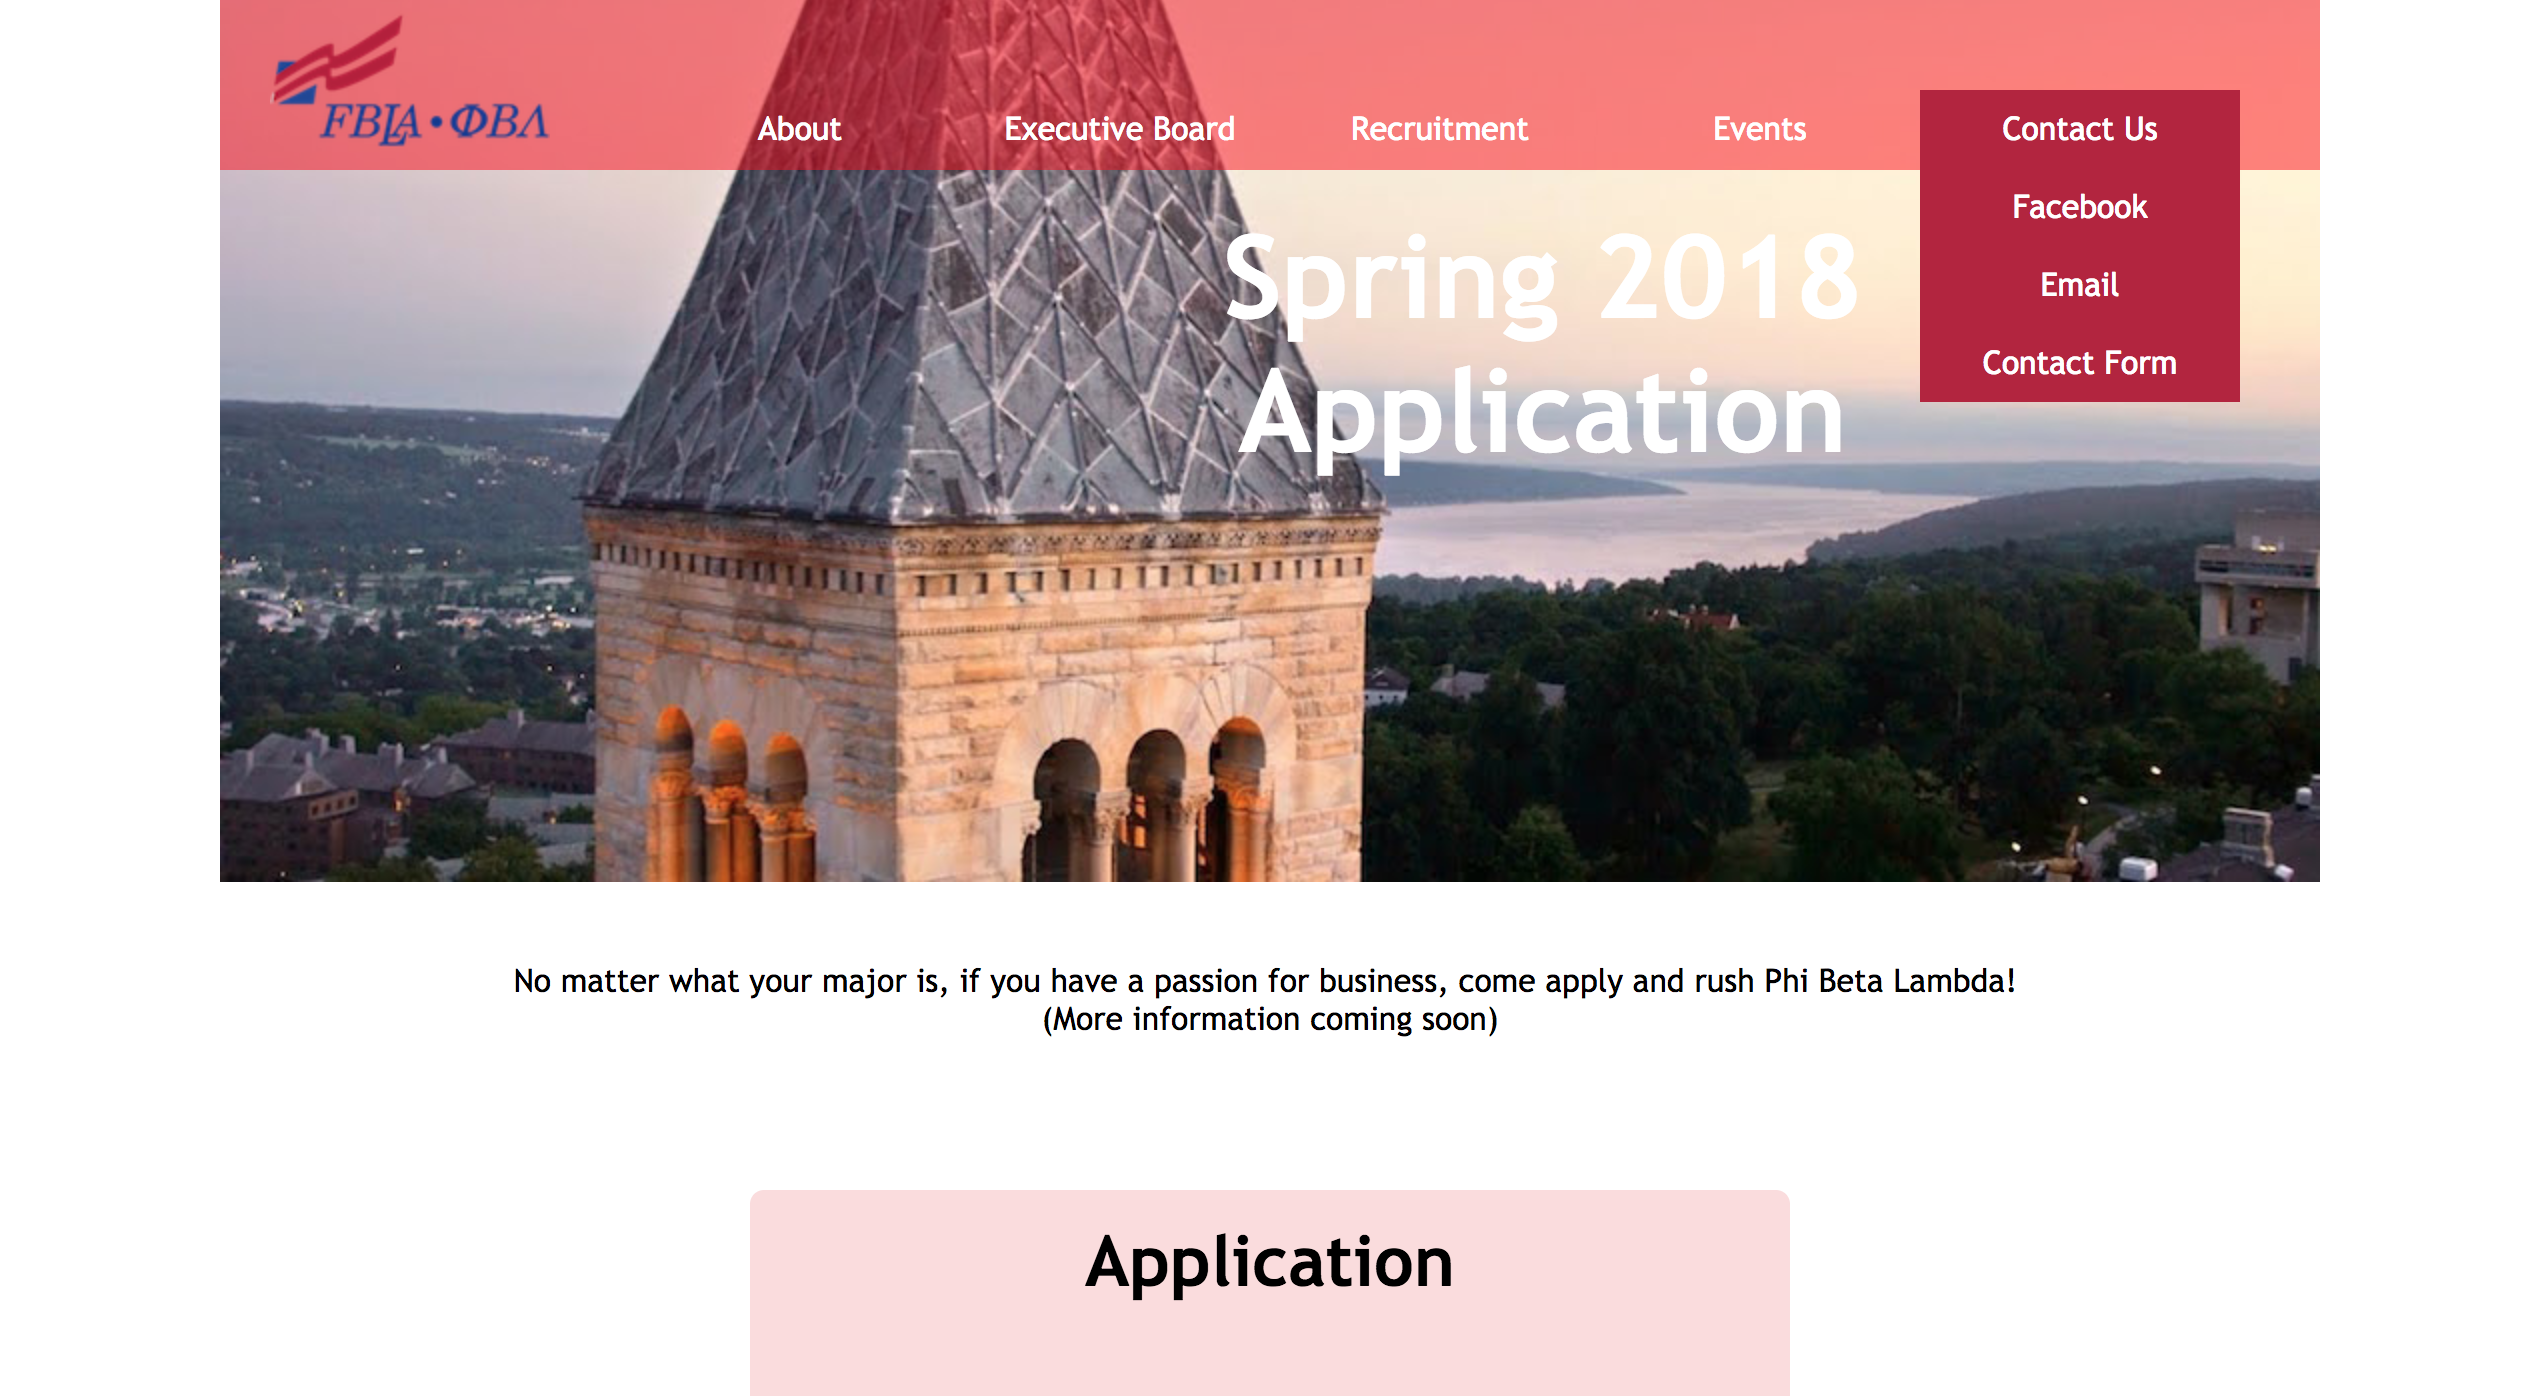 FBLA•ΦΒΛ
About
Executive Board
Recruitment
Events
Contact Us
Facebook
Email
Contact Form
Spring 2018
Application
No matter what your major is, if you have a passion for business, come apply and rush Phi Beta Lambda!
(More information coming soon)
Application